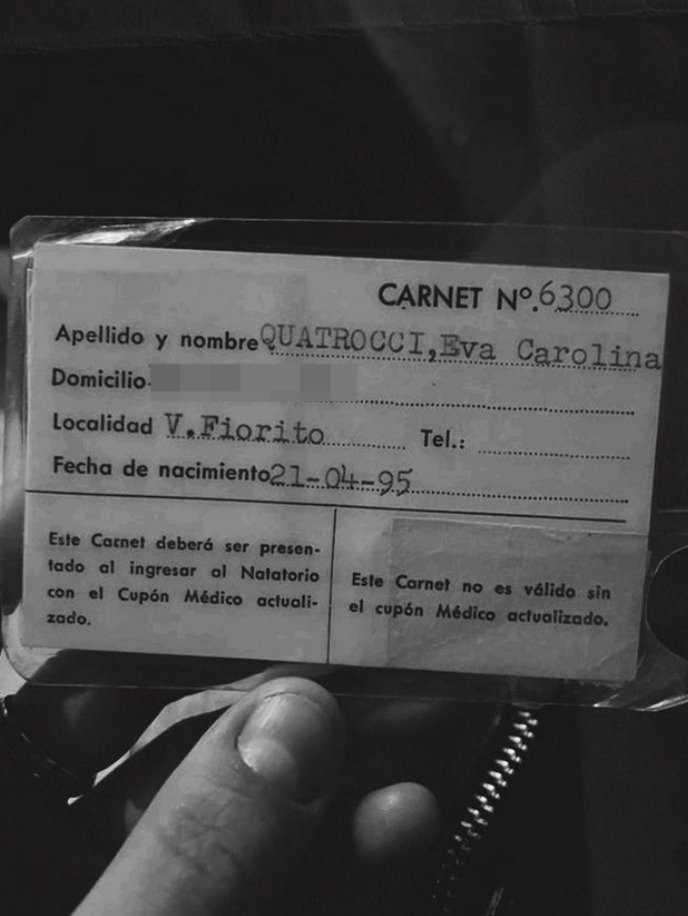 CARNET Nº.6300
Apellido y nombre QUATROCCI,Eva Carolina
Domicilio
Localidad V.Fiorito Tel.:
Fecha de nacimiento 21-04-95
Este Carnet deberá ser presen-
tado al ingresar al Natatorio
con el Cupón Médico actuali-
zado.
Este Carnet no es válido sin
el cupón Médico actualizado.